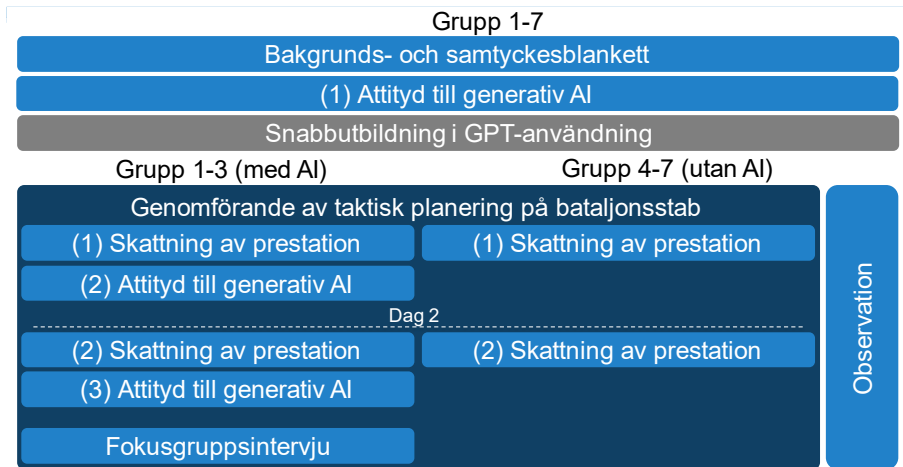 Grupp 1-7
Bakgrunds- och samtyckesblankett
(1) Attityd till generativ AI
Snabbutbildning i GPT-användning
Grupp 1-3 (med AI)
Grupp 4-7 (utan AI)
Genomförande av taktisk planering på bataljonsstab
(1) Skattning av prestation
(1) Skattning av prestation
(2) Attityd till generativ AI
Dag 2
(2) Skattning av prestation
(2) Skattning av prestation
(3) Attityd till generativ AI
Fokusgruppsintervju
Observation